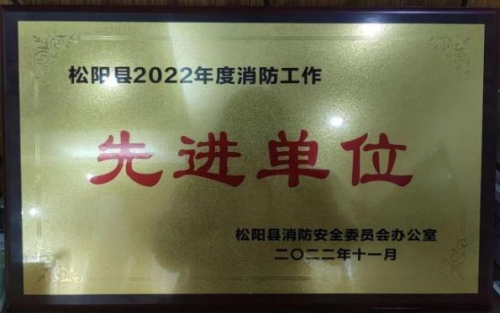 松阳县2022年度消防工作
先进单位
松阳县消防安全委员会办公室
二〇二二年十一月